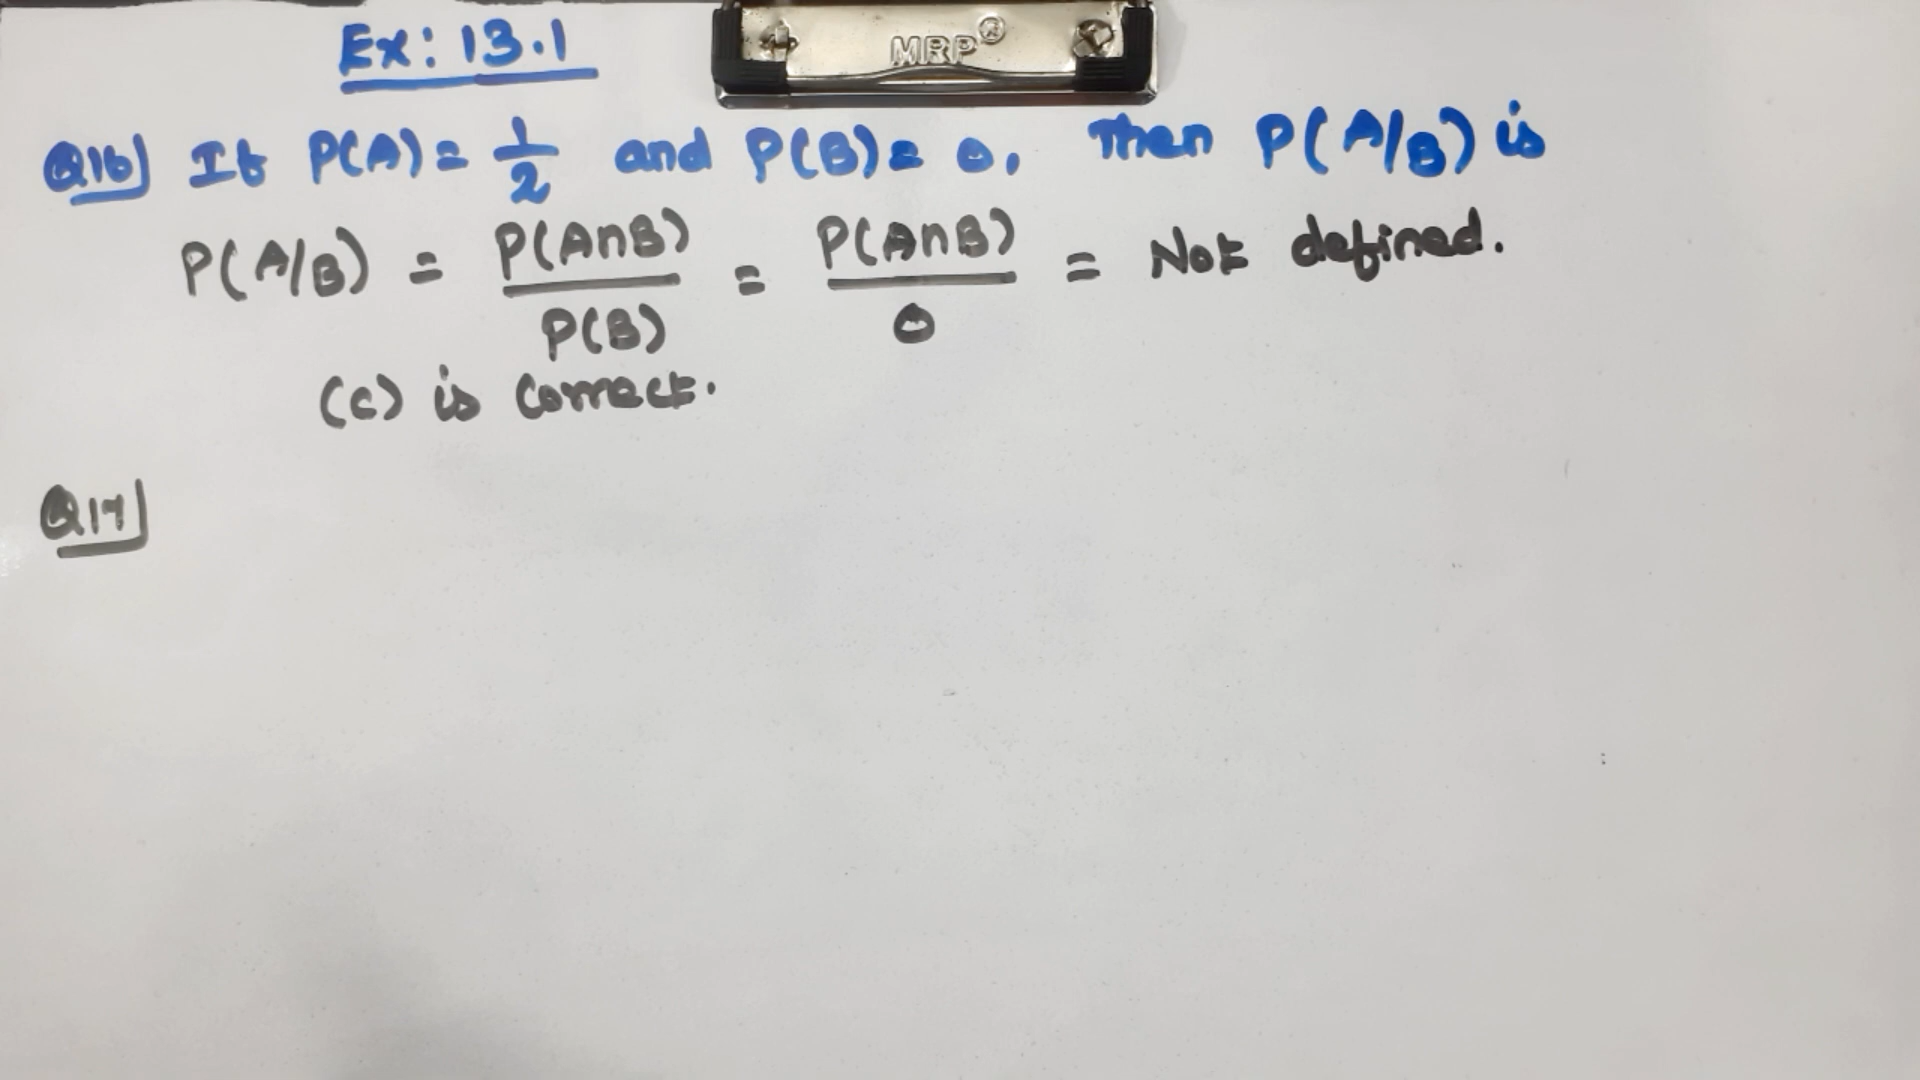 Ex: 13.1
MRP®
Q16) If P(A) = 1/2 and P(B) = 0, Then P(A/B) is
P(A/B) = P(A∩B)/P(B) = P(A∩B)/0 = Not defined.
(c) is correct.
Q17)